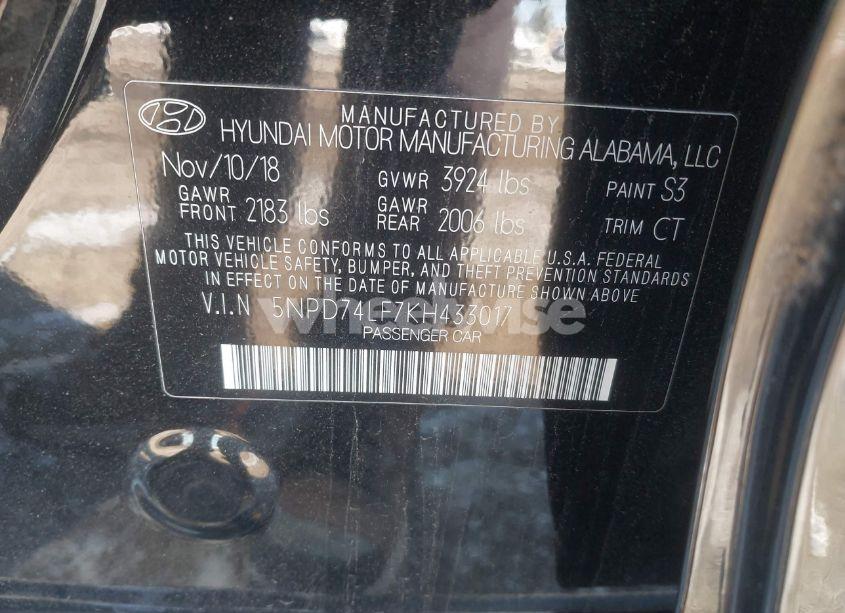 MANUFACTURED BY
HYUNDAI MOTOR MANUFACTURING ALABAMA, LLC
Nov/10/18 GVWR 3924 lbs PAINT S3
GAWR FRONT 2183 lbs GAWR REAR 2006 lbs TRIM CT
THIS VEHICLE CONFORMS TO ALL APPLICABLE U.S.A. FEDERAL
MOTOR VEHICLE SAFETY, BUMPER, AND THEFT PREVENTION STANDARDS
IN EFFECT ON THE DATE OF MANUFACTURE SHOWN ABOVE.
V.I.N 5NPD74LF7KH433017
PASSENGER CAR